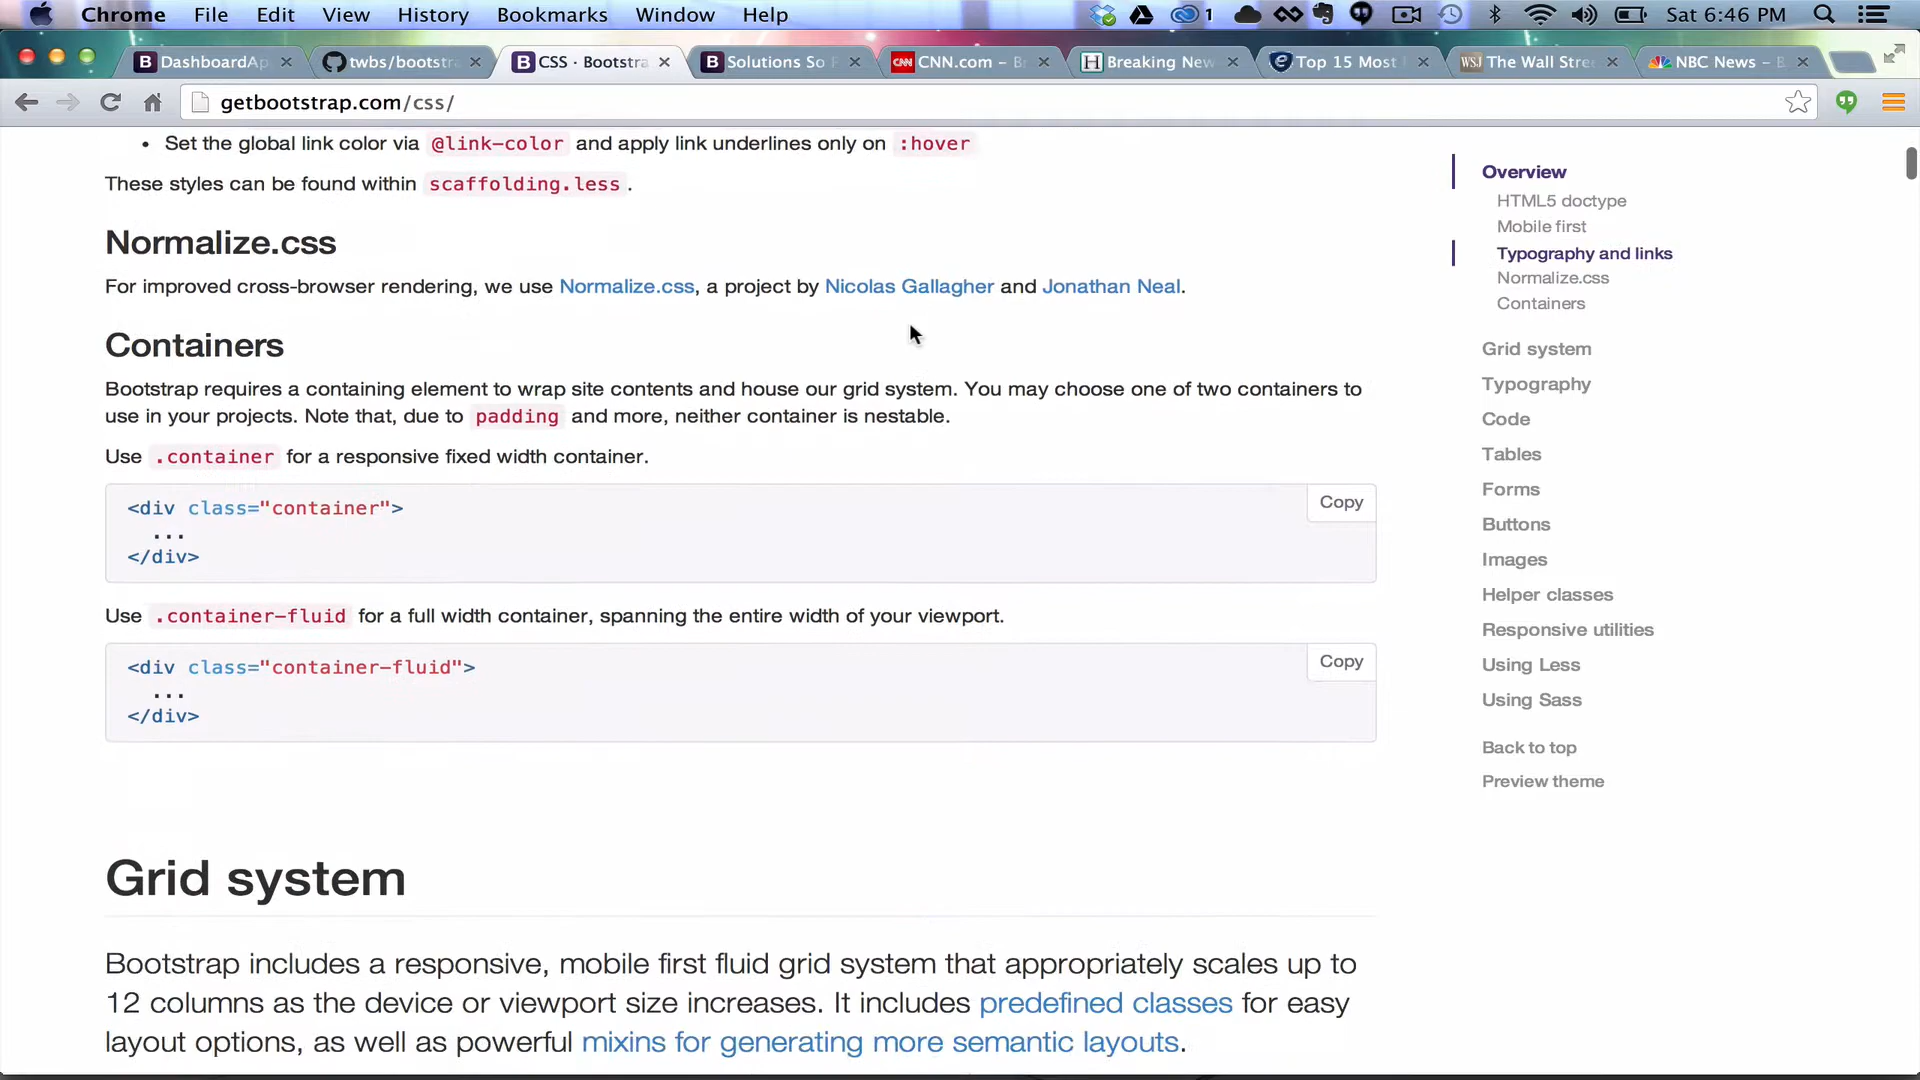 Chrome File Edit View History Bookmarks Window Help 1 Sat 6:46 PM
DashboardAp twbs/bootstra CSS · Bootstra Solutions So CNN.com – B Breaking New Top 15 Most The Wall Stre NBC News –
getbootstrap.com/css/
• Set the global link color via @link-color and apply link underlines only on :hover
These styles can be found within scaffolding.less .
Normalize.css
For improved cross-browser rendering, we use Normalize.css, a project by Nicolas Gallagher and Jonathan Neal.
Containers
Bootstrap requires a containing element to wrap site contents and house our grid system. You may choose one of two containers to
use in your projects. Note that, due to padding and more, neither container is nestable.
Use .container for a responsive fixed width container.
<div class="container">
...
</div>
Copy
Use .container-fluid for a full width container, spanning the entire width of your viewport.
<div class="container-fluid">
...
</div>
Copy
Grid system
Bootstrap includes a responsive, mobile first fluid grid system that appropriately scales up to
12 columns as the device or viewport size increases. It includes predefined classes for easy
layout options, as well as powerful mixins for generating more semantic layouts.
Overview
HTML5 doctype
Mobile first
Typography and links
Normalize.css
Containers
Grid system
Typography
Code
Tables
Forms
Buttons
Images
Helper classes
Responsive utilities
Using Less
Using Sass
Back to top
Preview theme